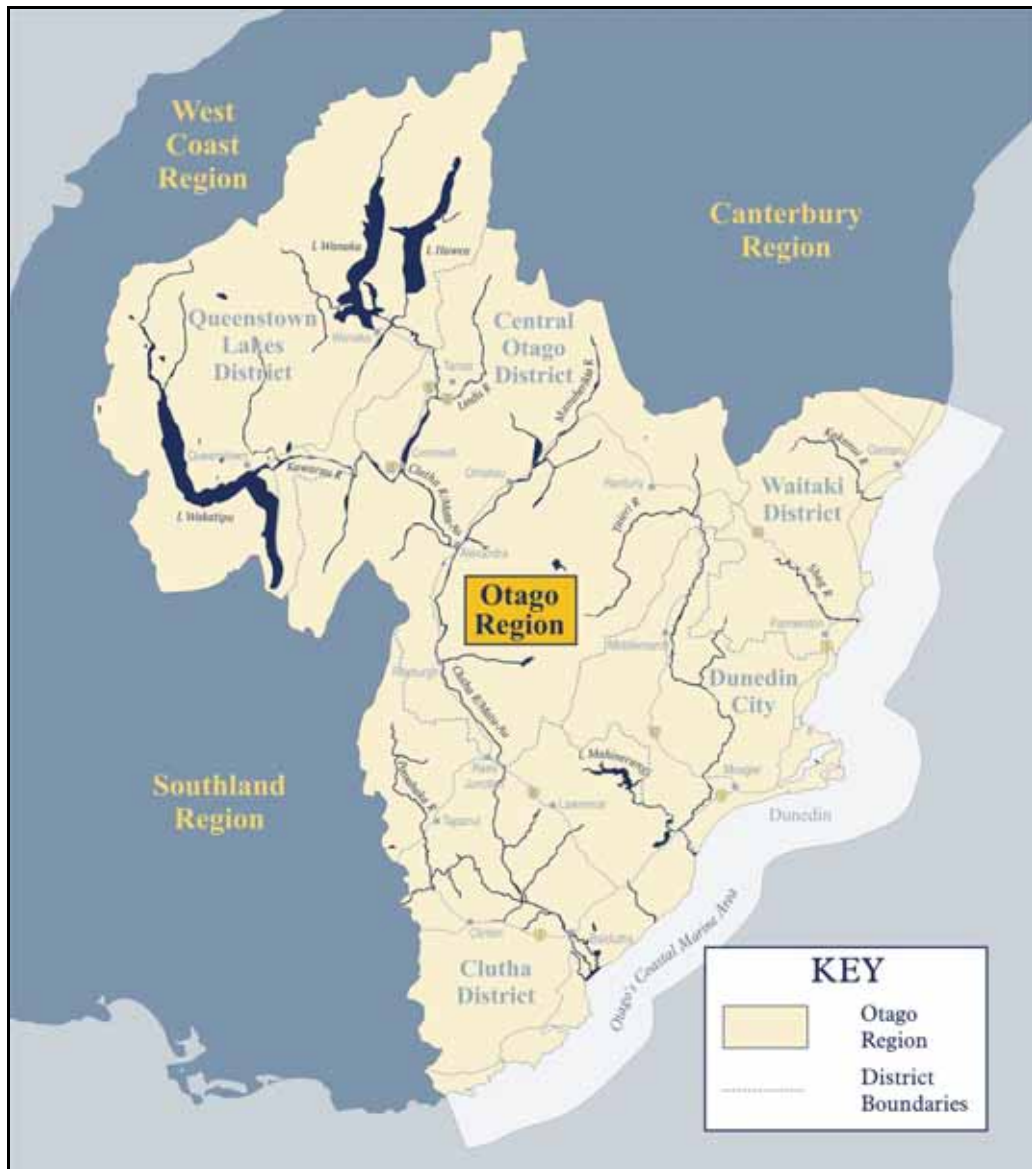 West
Coast
Region
Canterbury
Region
L Wanaka
L Hawea
Queenstown
Lakes
District
Central
Otago
District
Wanaka
Tarras
Lindis R
Manuherikia R
Queenstown
Kawarau R
Cromwell
Clutha R/Mata-Au
Omakau
Ranfurly
Kakanui R
Oamaru
Waitaki
District
L Wakatipu
Alexandra
Taieri R
Shag R
Otago
Region
Palmerston
Middlemarch
Roxburgh
Clutha R/Mata-Au
Dunedin
City
L Mahinerangi
Mosgiel
Southland
Region
Raes
Junction
Lawrence
Dunedin
Tapanui
Clinton
Balclutha
Clutha
District
Otago's Coastal Marine Area
KEY
Otago
Region
District
Boundaries